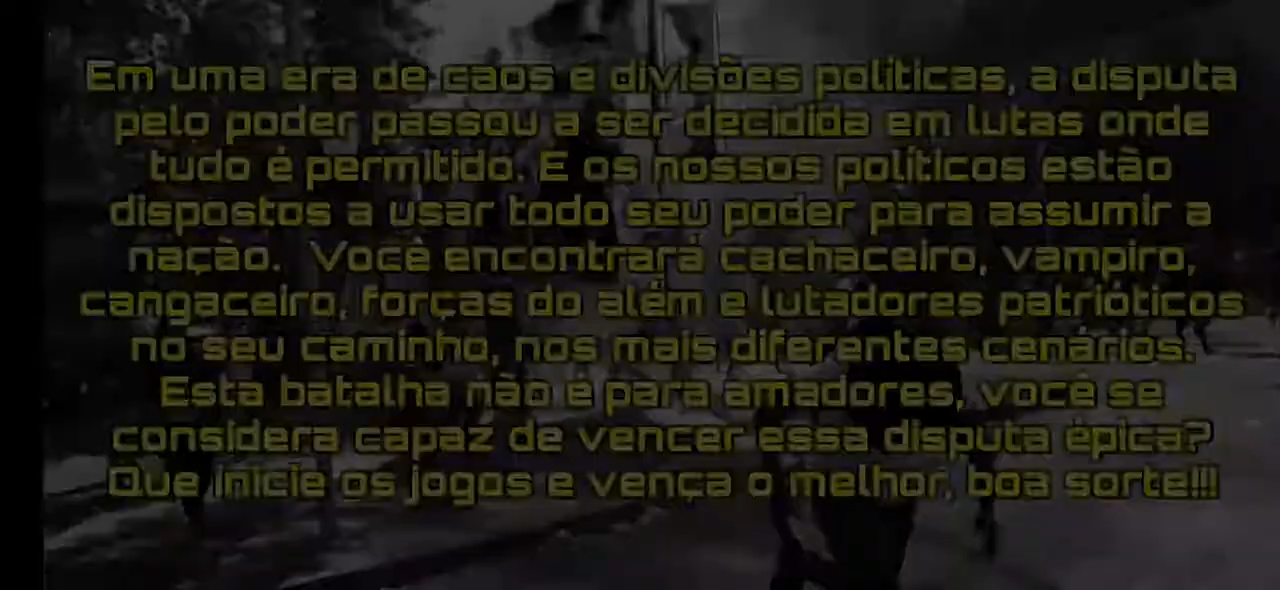 Em uma era de caos e divisões políticas, a disputa
pelo poder passou a ser decidida em lutas onde
tudo é permitido. E os nossos políticos estão
dispostos a usar todo seu poder para assumir a
nação. Você encontrará cachaceiro, vampiro,
cangaceiro, forças do além e lutadores patrióticos
no seu caminho, nos mais diferentes cenários.
Esta batalha não é para amadores, você se
considera capaz de vencer essa disputa épica?
Que inicie os jogos e vença o melhor, boa sorte!!!